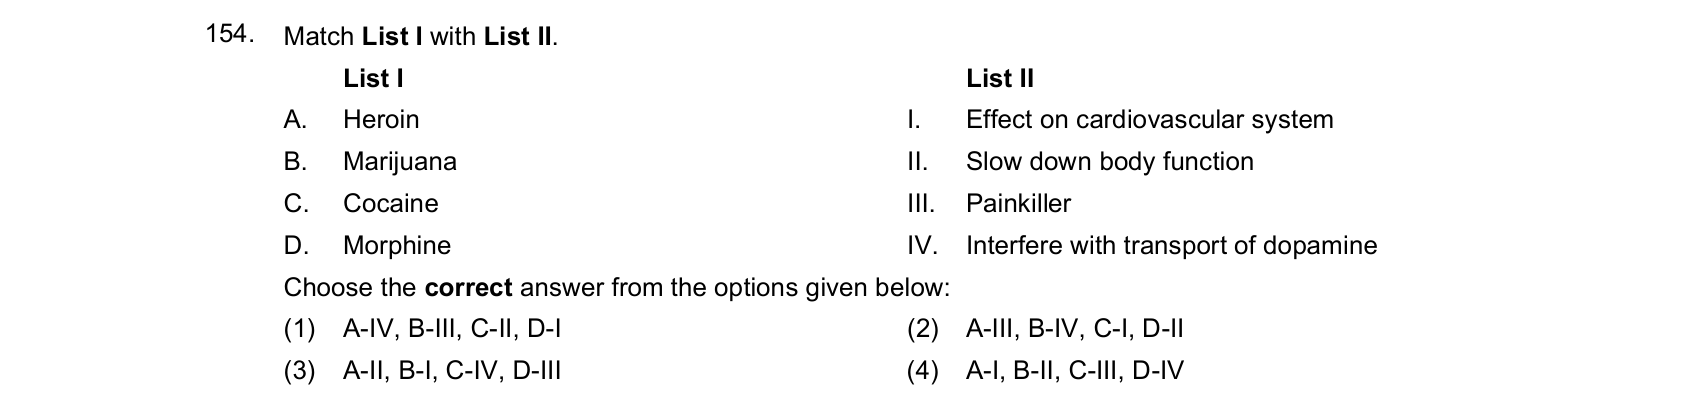 154. Match List I with List II.
List I List II
A. Heroin I. Effect on cardiovascular system
B. Marijuana II. Slow down body function
C. Cocaine III. Painkiller
D. Morphine IV. Interfere with transport of dopamine
Choose the correct answer from the options given below:
(1) A-IV, B-III, C-II, D-I (2) A-III, B-IV, C-I, D-II
(3) A-II, B-I, C-IV, D-III (4) A-I, B-II, C-III, D-IV